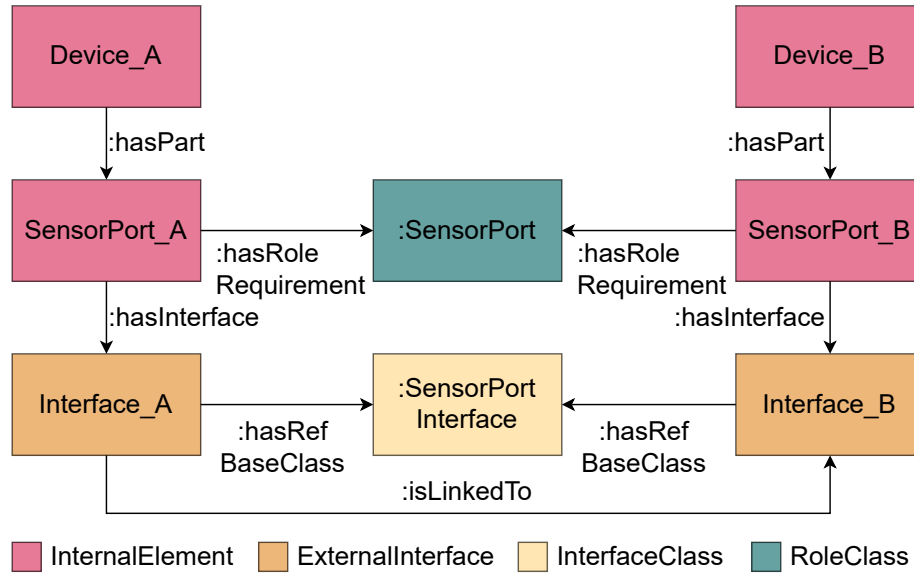 Device_A
Device_B
:hasPart
:hasPart
SensorPort_A
:SensorPort
SensorPort_B
:hasRole
Requirement
:hasRole
Requirement
:hasInterface
:hasInterface
Interface_A
:SensorPort
Interface
Interface_B
:hasRef
BaseClass
:hasRef
BaseClass
:isLinkedTo
InternalElement
ExternalInterface
InterfaceClass
RoleClass